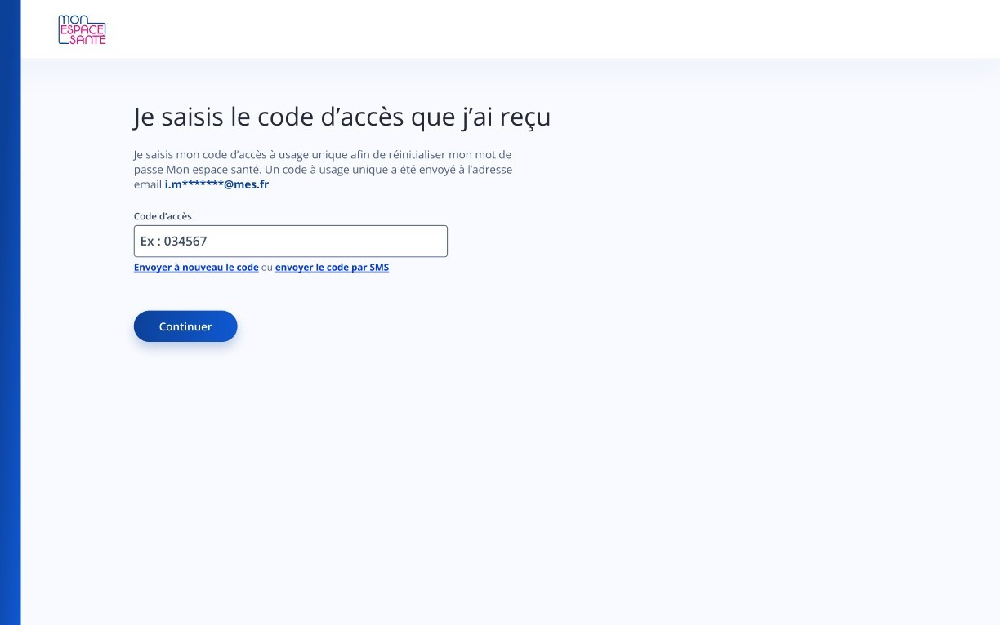 mon
ESPACE
SANTÉ
Je saisis le code d’accès que j’ai reçu
Je saisis mon code d’accès à usage unique afin de réinitialiser mon mot de
passe Mon espace santé. Un code à usage unique a été envoyé à l’adresse
email i.m*******@mes.fr
Code d’accès
Ex : 034567
Envoyer à nouveau le code ou envoyer le code par SMS
Continuer